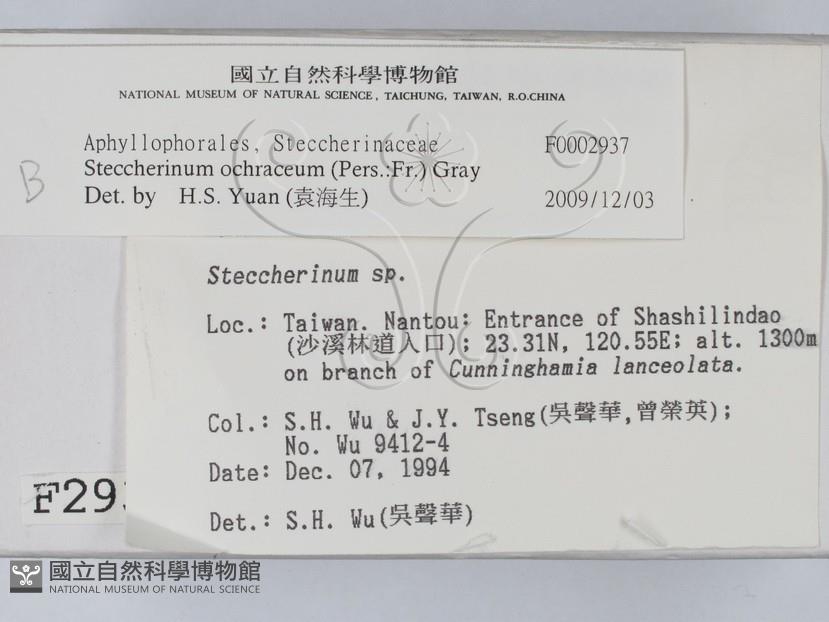 國立自然科學博物館
NATIONAL MUSEUM OF NATURAL SCIENCE, TAICHUNG, TAIWAN, R.O.CHINA
Aphyllophorales, Steccherinaceae F0002937
Steccherinum ochraceum (Pers.:Fr.) Gray
Det. by H.S. Yuan (袁海生) 2009/12/03
B
Steccherinum sp.
Loc.: Taiwan. Nantou: Entrance of Shashilindao
(沙溪林道入口); 23.31N, 120.55E; alt. 1300m
on branch of Cunninghamia lanceolata.
Col.: S.H. Wu & J.Y. Tseng(吳聲華,曾榮英);
No. Wu 9412-4
Date: Dec. 07, 1994
Det.: S.H. Wu(吳聲華)
F29
國立自然科學博物館
NATIONAL MUSEUM OF NATURAL SCIENCE